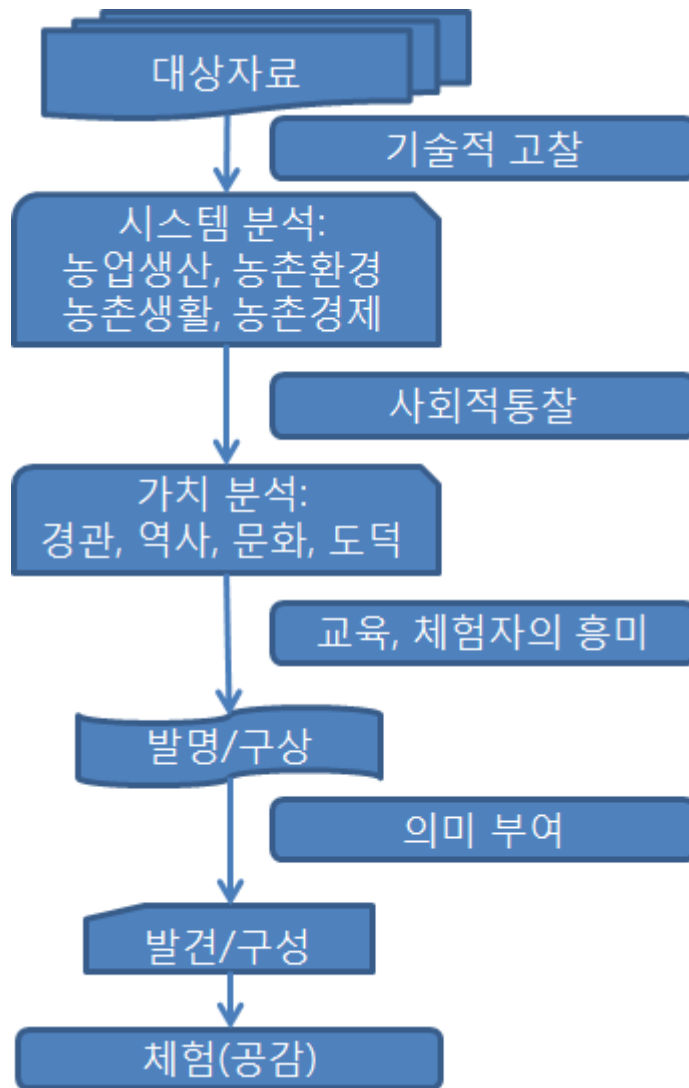 대상자료
기술적 고찰
시스템 분석:
농업생산, 농촌환경
농촌생활, 농촌경제
사회적통찰
가치 분석:
경관, 역사, 문화, 도덕
교육, 체험자의 흥미
발명/구상
의미 부여
발견/구성
체험(공감)